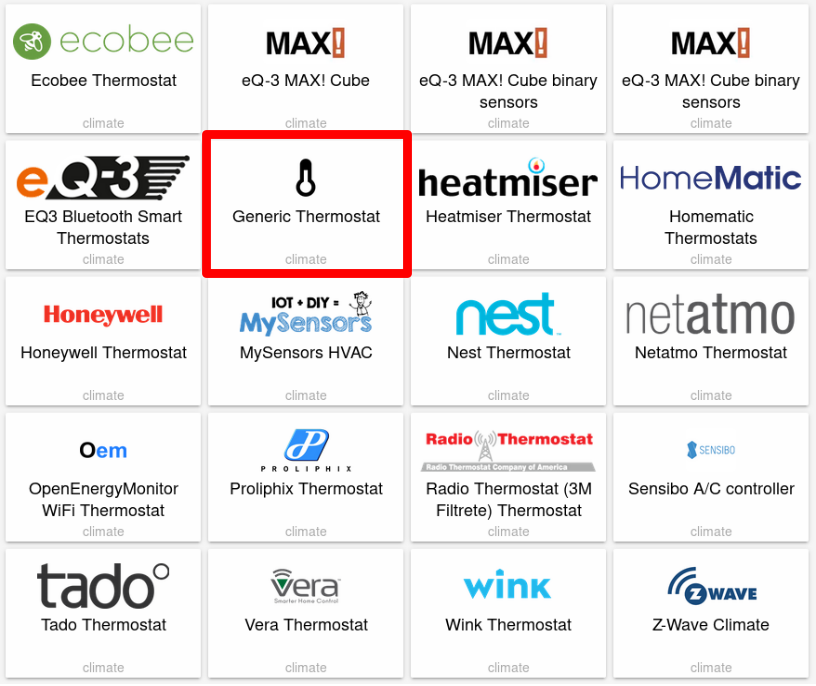 ecobee
Ecobee Thermostat
climate
MAX!
eQ-3 MAX! Cube
climate
MAX!
eQ-3 MAX! Cube binary
sensors
climate
MAX!
eQ-3 MAX! Cube binary
sensors
climate
eQ-3
EQ3 Bluetooth Smart
Thermostats
climate
Generic Thermostat
climate
heatmiser
Heatmiser Thermostat
climate
HomeMatic
Homematic
Thermostats
climate
Honeywell
Honeywell Thermostat
climate
IOT + DIY =
MySensors
MySensors HVAC
climate
nest
Nest Thermostat
climate
netatmo
Netatmo Thermostat
climate
Oem
OpenEnergyMonitor
WiFi Thermostat
climate
P
PROLIPHIX
Proliphix Thermostat
climate
Radio Thermostat
Radio Thermostat Company of America
Radio Thermostat (3M
Filtrete) Thermostat
climate
SENSIBO
Sensibo A/C controller
climate
tado°
Tado Thermostat
climate
vera
Smarter Home Control
Vera Thermostat
climate
wink
Wink Thermostat
climate
Z WAVE
Z-Wave Climate
climate